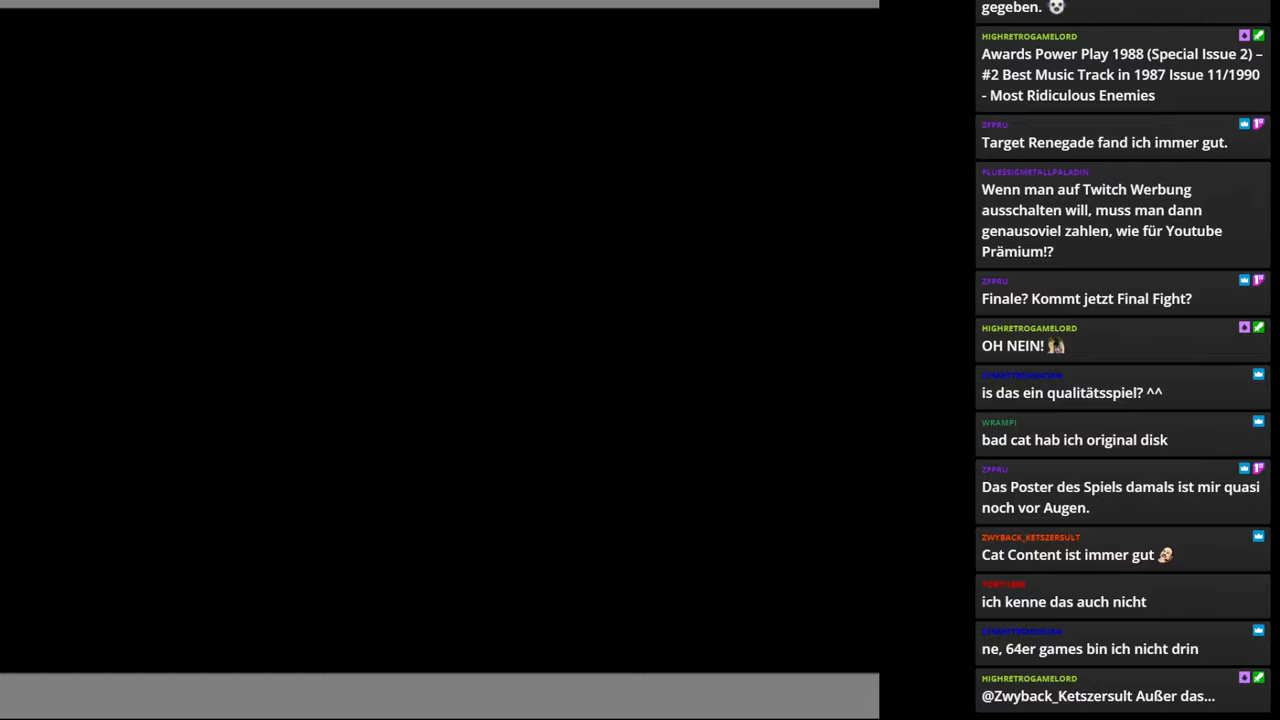 gegeben.
HIGHRETROGAMELORD
Awards Power Play 1988 (Special Issue 2) –
#2 Best Music Track in 1987 Issue 11/1990
- Most Ridiculous Enemies
ZFPRU
Target Renegade fand ich immer gut.
FLUESSIGMETALLPALADIN
Wenn man auf Twitch Werbung
ausschalten will, muss man dann
genausoviel zahlen, wie für Youtube
Prämium!?
ZFPRU
Finale? Kommt jetzt Final Fight?
HIGHRETROGAMELORD
OH NEIN!
is das ein qualitätsspiel? ^^
WRAMPI
bad cat hab ich original disk
ZFPRU
Das Poster des Spiels damals ist mir quasi
noch vor Augen.
ZWYBACK_KETSZERSULT
Cat Content ist immer gut
ich kenne das auch nicht
ne, 64er games bin ich nicht drin
HIGHRETROGAMELORD
@Zwyback_Ketszersult Außer das...